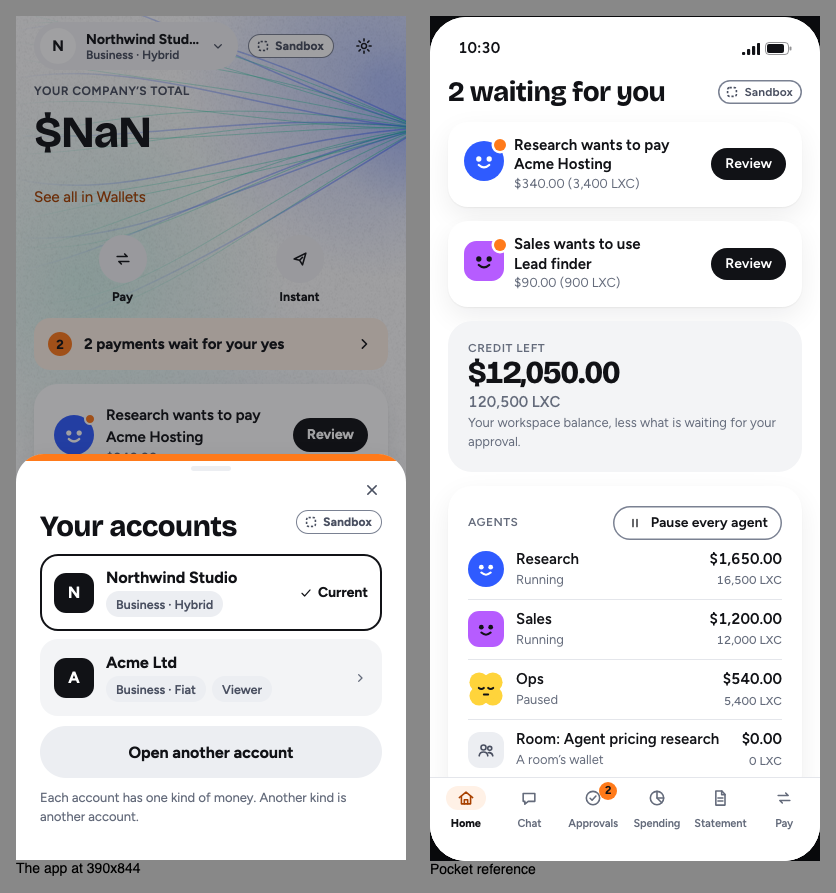 N
Northwind Stud...
Business · Hybrid
Sandbox
YOUR COMPANY'S TOTAL
$NaN
See all in Wallets
Pay
Instant
2
2 payments wait for your yes
Research wants to pay
Acme Hosting
Review
Your accounts
Sandbox
N
Northwind Studio
Business · Hybrid
Current
A
Acme Ltd
Business · Fiat
Viewer
Open another account
Each account has one kind of money. Another kind is
another account.
The app at 390x844
10:30
2 waiting for you
Sandbox
Research wants to pay
Acme Hosting
$340.00 (3,400 LXC)
Review
Sales wants to use
Lead finder
$90.00 (900 LXC)
Review
CREDIT LEFT
$12,050.00
120,500 LXC
Your workspace balance, less what is waiting for your
approval.
AGENTS
Pause every agent
Research
$1,650.00
Running
16,500 LXC
Sales
$1,200.00
Running
12,000 LXC
Ops
$540.00
Paused
5,400 LXC
Room: Agent pricing research
$0.00
A room's wallet
0 LXC
2
Home
Chat
Approvals
Spending
Statement
Pay
Pocket reference